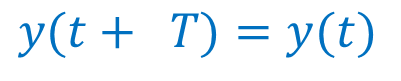 y(t + T) = y(t)